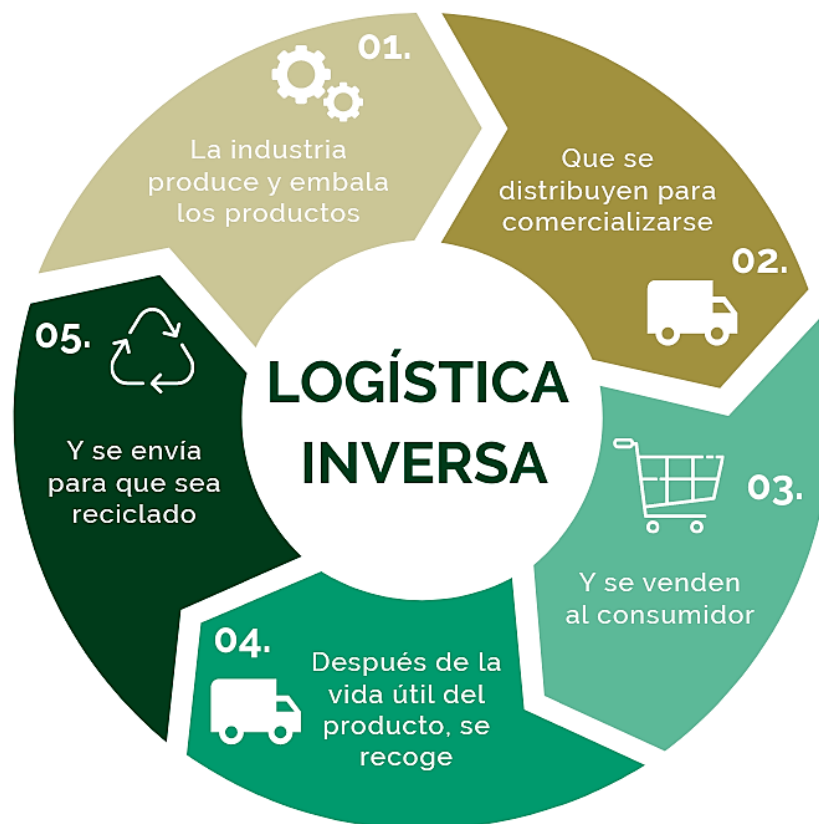 01.
La industria
produce y embala
los productos
Que se
distribuyen para
comercializarse
02.
03.
Y se venden
al consumidor
04.
Después de la
vida útil del
producto, se
recoge
05.
Y se envía
para que sea
reciclado
LOGÍSTICA
INVERSA